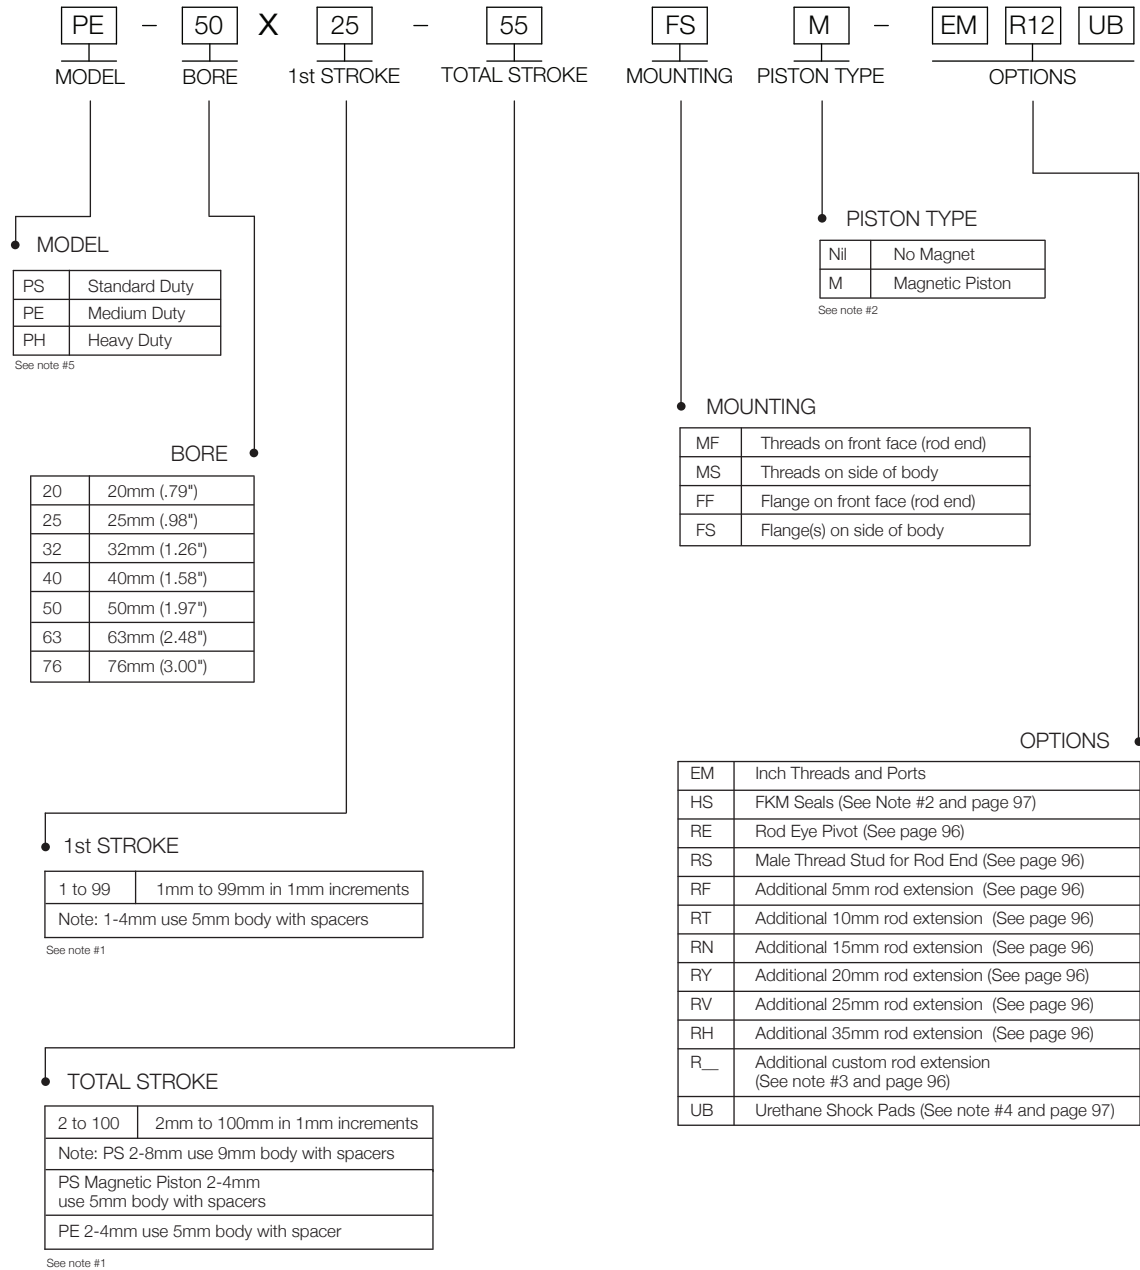 PE – 50 X 25 – 55 FS M – EM R12 UB
MODEL BORE 1st STROKE TOTAL STROKE MOUNTING PISTON TYPE OPTIONS
PISTON TYPE
Nil No Magnet
M Magnetic Piston
See note #2
MODEL
PS Standard Duty
PE Medium Duty
PH Heavy Duty
See note #5
MOUNTING
MF Threads on front face (rod end)
MS Threads on side of body
FF Flange on front face (rod end)
FS Flange(s) on side of body
BORE
20 20mm (.79")
25 25mm (.98")
32 32mm (1.26")
40 40mm (1.58")
50 50mm (1.97")
63 63mm (2.48")
76 76mm (3.00")
OPTIONS
EM Inch Threads and Ports
HS FKM Seals (See Note #2 and page 97)
RE Rod Eye Pivot (See page 96)
RS Male Thread Stud for Rod End (See page 96)
RF Additional 5mm rod extension (See page 96)
RT Additional 10mm rod extension (See page 96)
RN Additional 15mm rod extension (See page 96)
RY Additional 20mm rod extension (See page 96)
RV Additional 25mm rod extension (See page 96)
RH Additional 35mm rod extension (See page 96)
R__ Additional custom rod extension
(See note #3 and page 96)
UB Urethane Shock Pads (See note #4 and page 97)
1st STROKE
1 to 99 1mm to 99mm in 1mm increments
Note: 1-4mm use 5mm body with spacers
See note #1
TOTAL STROKE
2 to 100 2mm to 100mm in 1mm increments
Note: PS 2-8mm use 9mm body with spacers
PS Magnetic Piston 2-4mm
use 5mm body with spacers
PE 2-4mm use 5mm body with spacer
See note #1